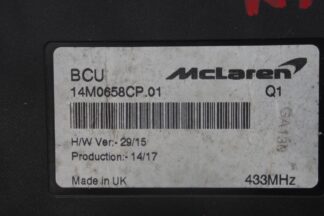 BCU McLaren
14M0658CP.01 Q1
H/W Ver:- 29/15
Production:- 14/17
Made in UK 433MHz